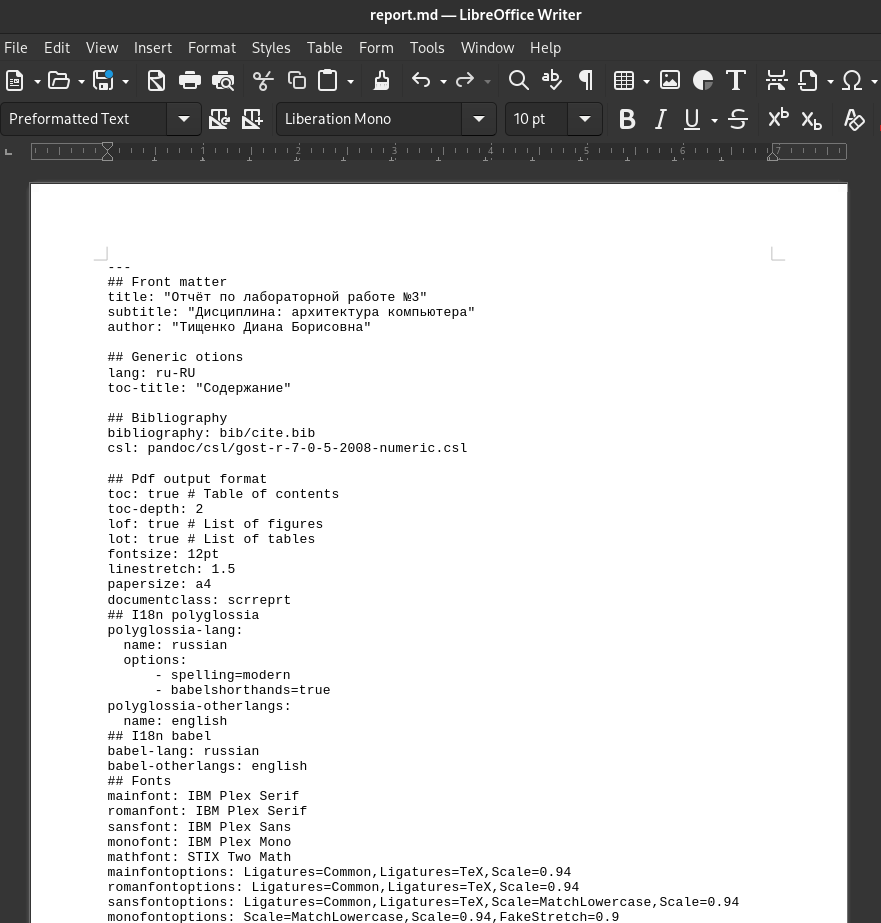 report.md — LibreOffice Writer
File Edit View Insert Format Styles Table Form Tools Window Help
Preformatted Text Liberation Mono 10 pt
1 2 3 4 5 6 7
---
## Front matter
title: "Отчёт по лабораторной работе №3"
subtitle: "Дисциплина: архитектура компьютера"
author: "Тищенко Диана Борисовна"
## Generic otions
lang: ru-RU
toc-title: "Содержание"
## Bibliography
bibliography: bib/cite.bib
csl: pandoc/csl/gost-r-7-0-5-2008-numeric.csl
## Pdf output format
toc: true # Table of contents
toc-depth: 2
lof: true # List of figures
lot: true # List of tables
fontsize: 12pt
linestretch: 1.5
papersize: a4
documentclass: scrreprt
## I18n polyglossia
polyglossia-lang:
  name: russian
  options:
      - spelling=modern
      - babelshorthands=true
polyglossia-otherlangs:
  name: english
## I18n babel
babel-lang: russian
babel-otherlangs: english
## Fonts
mainfont: IBM Plex Serif
romanfont: IBM Plex Serif
sansfont: IBM Plex Sans
monofont: IBM Plex Mono
mathfont: STIX Two Math
mainfontoptions: Ligatures=Common,Ligatures=TeX,Scale=0.94
romanfontoptions: Ligatures=Common,Ligatures=TeX,Scale=0.94
sansfontoptions: Ligatures=Common,Ligatures=TeX,Scale=MatchLowercase,Scale=0.94
monofontoptions: Scale=MatchLowercase,Scale=0.94,FakeStretch=0.9